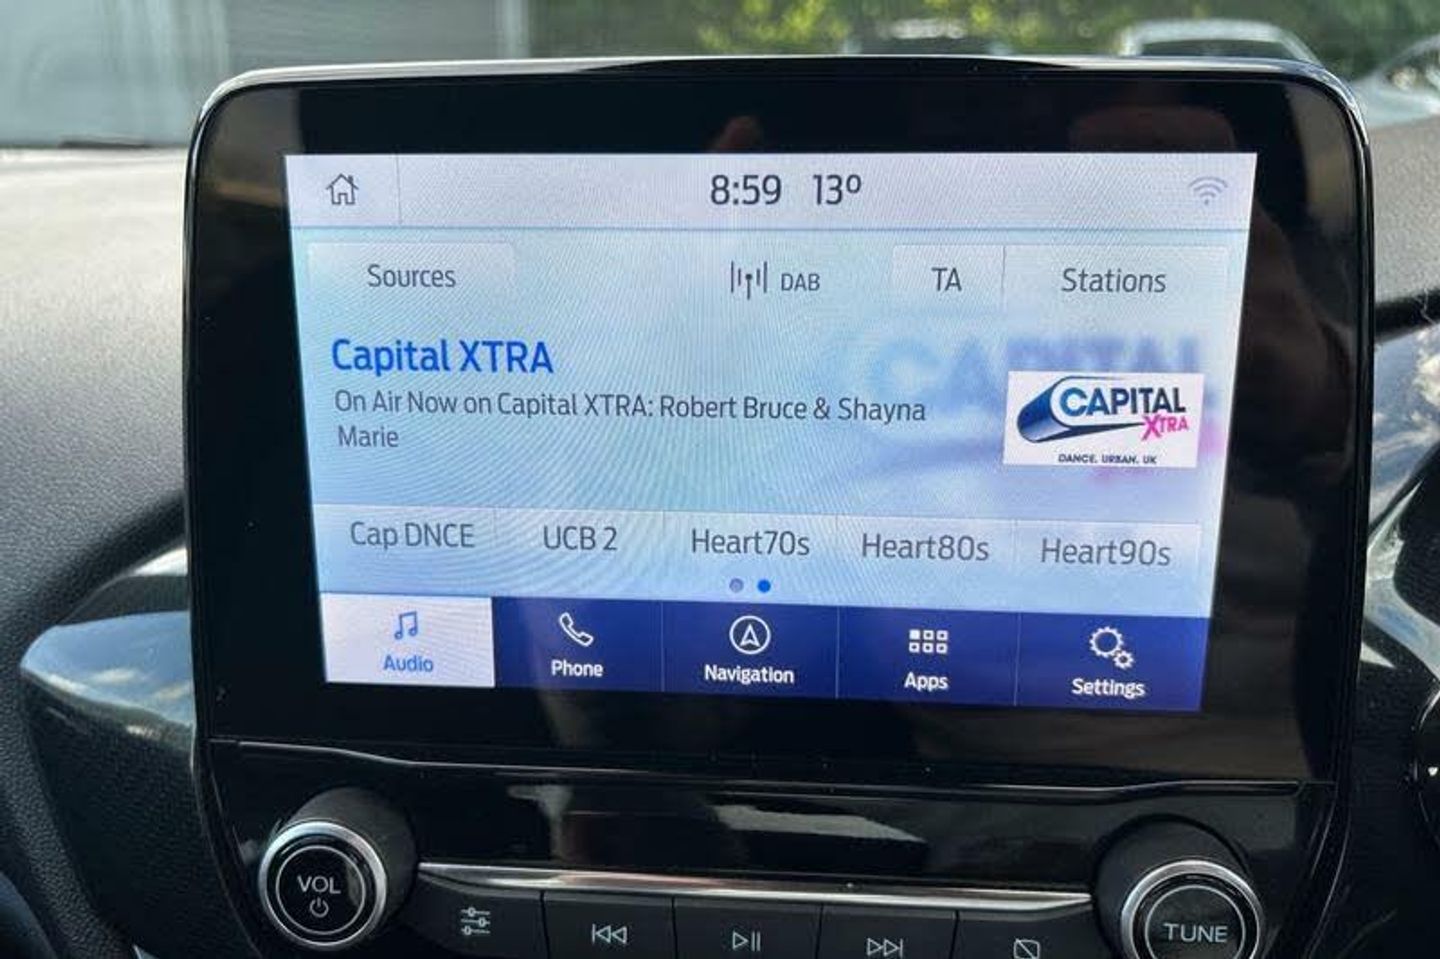 8:59 13º
Sources DAB TA Stations
Capital XTRA
On Air Now on Capital XTRA: Robert Bruce & Shayna
Marie
CAPITAL
XTRA
DANCE. URBAN. UK
Cap DNCE UCB 2 Heart70s Heart80s Heart90s
Audio Phone Navigation Apps Settings
VOL
TUNE